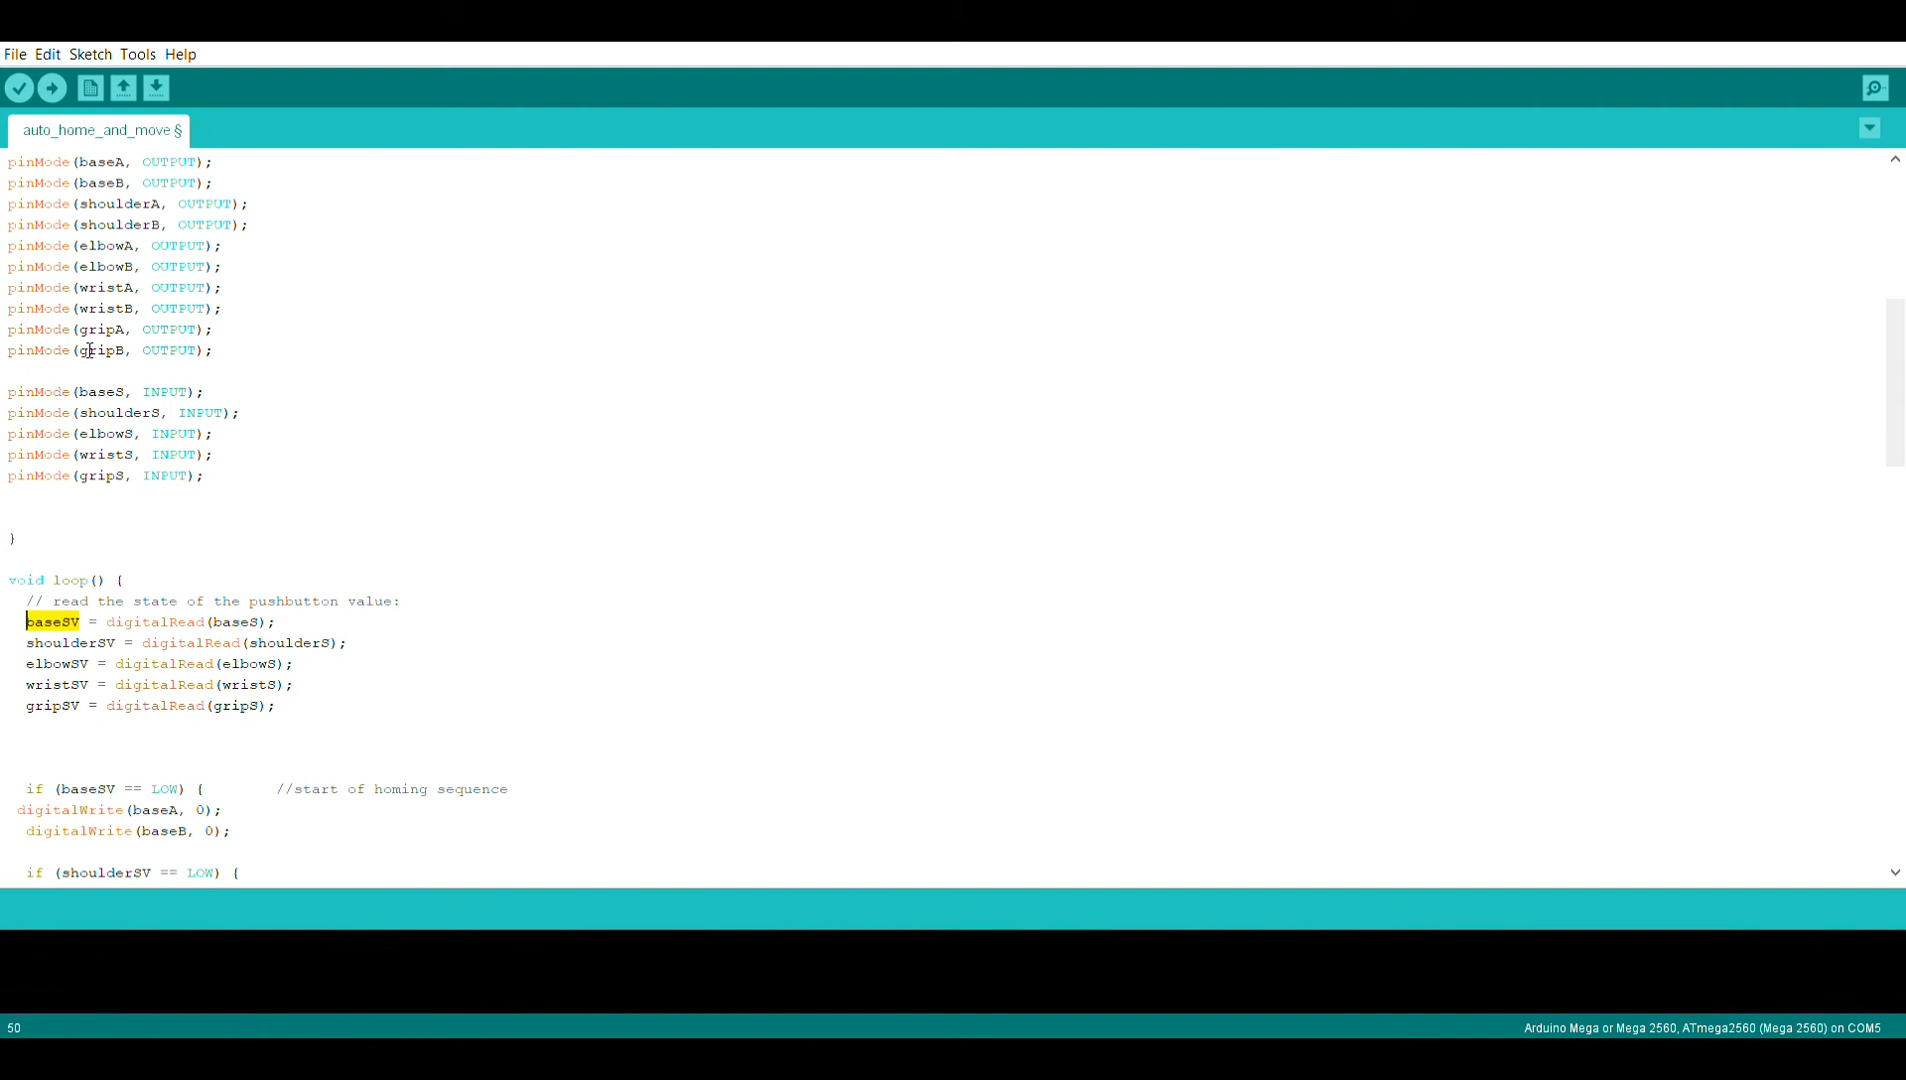 File Edit Sketch Tools Help
auto_home_and_move §
pinMode(baseA, OUTPUT);
pinMode(baseB, OUTPUT);
pinMode(shoulderA, OUTPUT);
pinMode(shoulderB, OUTPUT);
pinMode(elbowA, OUTPUT);
pinMode(elbowB, OUTPUT);
pinMode(wristA, OUTPUT);
pinMode(wristB, OUTPUT);
pinMode(gripA, OUTPUT);
pinMode(gripB, OUTPUT);
pinMode(baseS, INPUT);
pinMode(shoulderS, INPUT);
pinMode(elbowS, INPUT);
pinMode(wristS, INPUT);
pinMode(gripS, INPUT);
}
void loop() {
// read the state of the pushbutton value:
baseSV = digitalRead(baseS);
shoulderSV = digitalRead(shoulderS);
elbowSV = digitalRead(elbowS);
wristSV = digitalRead(wristS);
gripSV = digitalRead(gripS);
if (baseSV == LOW) { //start of homing sequence
digitalWrite(baseA, 0);
digitalWrite(baseB, 0);
if (shoulderSV == LOW) {
50
Arduino Mega or Mega 2560, ATmega2560 (Mega 2560) on COM5